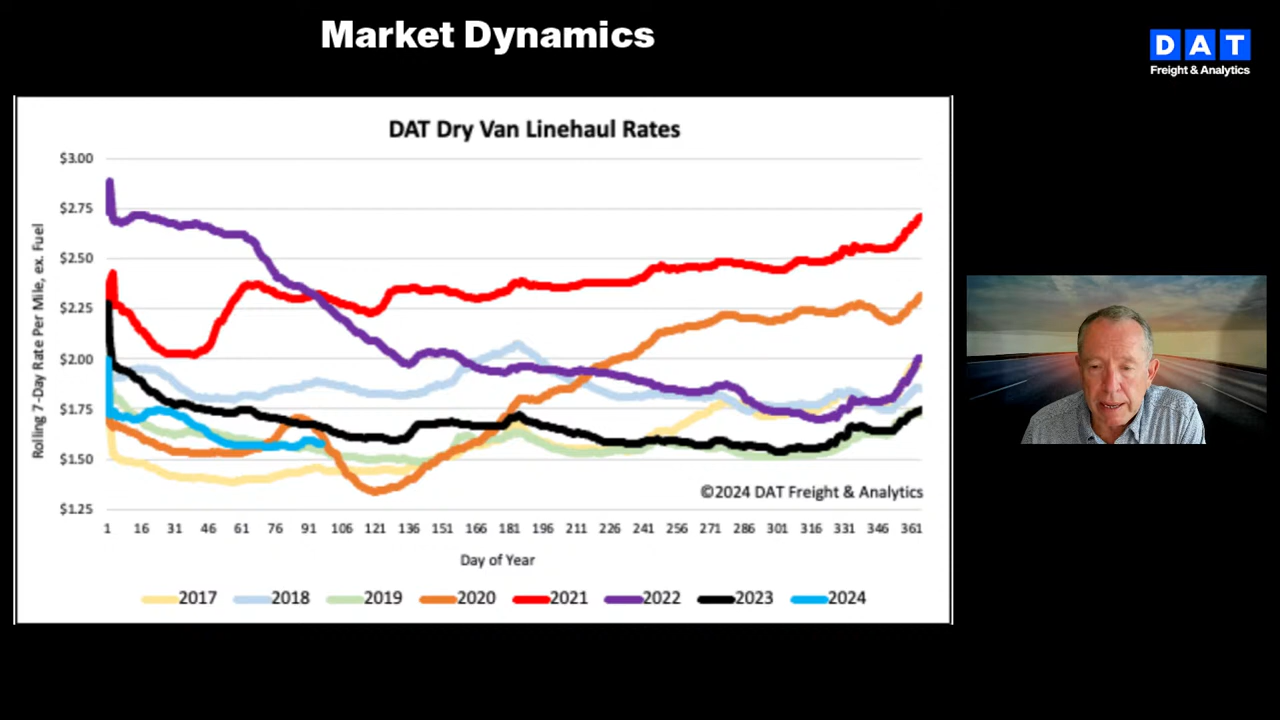 Market Dynamics
DAT
Freight & Analytics
DAT Dry Van Linehaul Rates
Rolling 7-Day Rate Per Mile, ex. Fuel
$3.00
$2.75
$2.50
$2.25
$2.00
$1.75
$1.50
$1.25
©2024 DAT Freight & Analytics
1 16 31 46 61 76 91 106 121 136 151 166 181 196 211 226 241 256 271 286 301 316 331 346 361
Day of Year
2017 2018 2019 2020 2021 2022 2023 2024